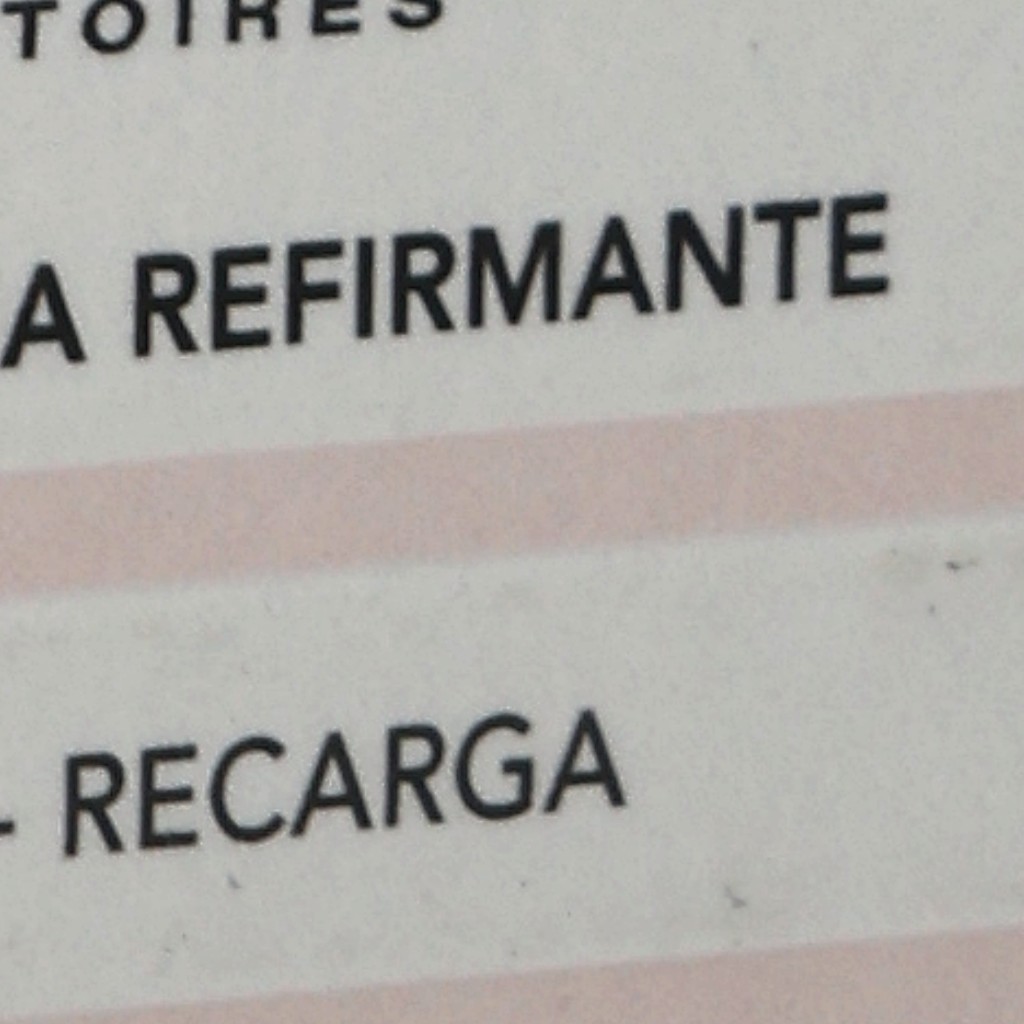 TOIRES
A REFIRMANTE
- RECARGA